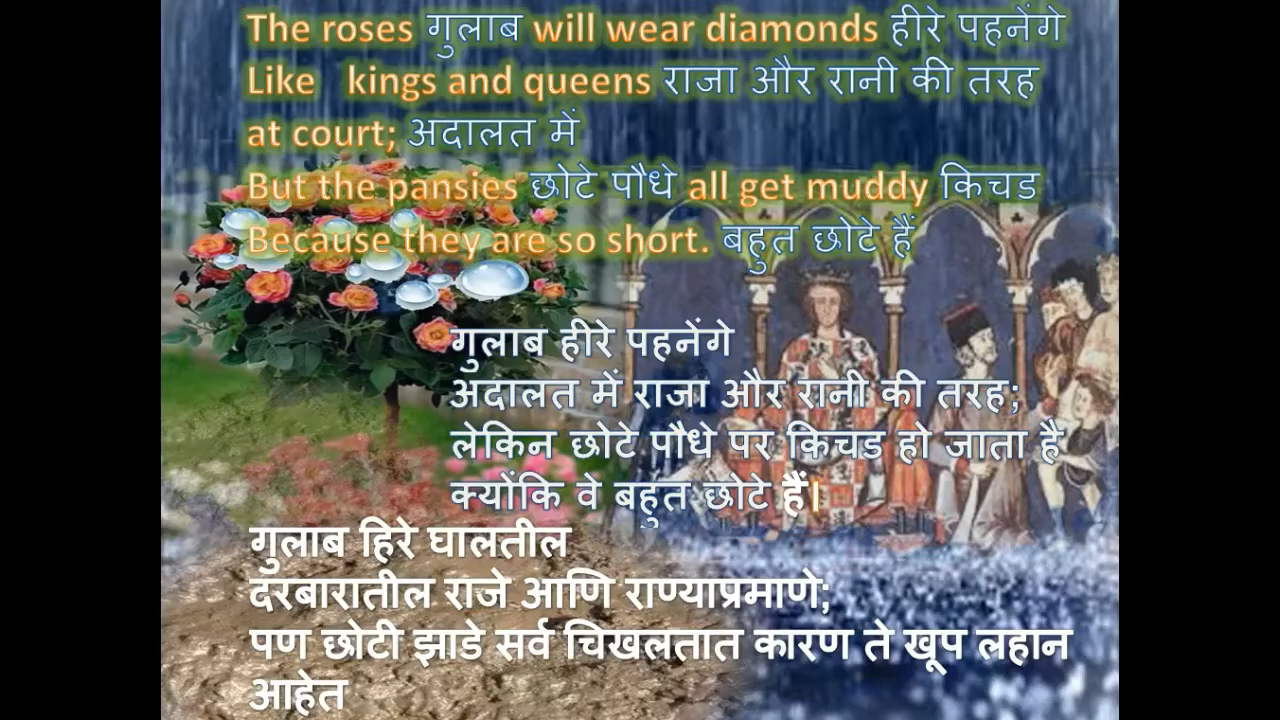 The roses गुलाब will wear diamonds हीरे पहनेंगे
Like kings and queens राजा और रानी की तरह
at court; अदालत में
But the pansies छोटे पौधे all get muddy किचड
Because they are so short. बहुत छोटे हैं
गुलाब हीरे पहनेंगे
अदालत में राजा और रानी की तरह;
लेकिन छोटे पौधे पर किचड हो जाता है
क्योंकि वे बहुत छोटे हैं।
गुलाब हिरे घालतील
दरबारातील राजे आणि राण्याप्रमाणे;
पण छोटी झाडे सर्व चिखलतात कारण ते खूप लहान
आहेत